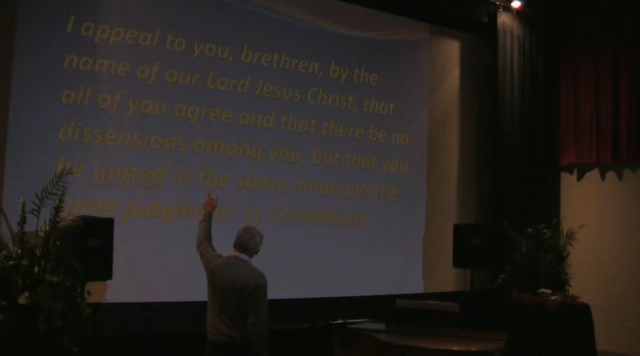 I appeal to you, brethren, by the
name of our Lord Jesus Christ, that
all of you agree and that there be no
dissensions among you, but that you
be united in the same mind and the
same judgment. (1 Corinthians